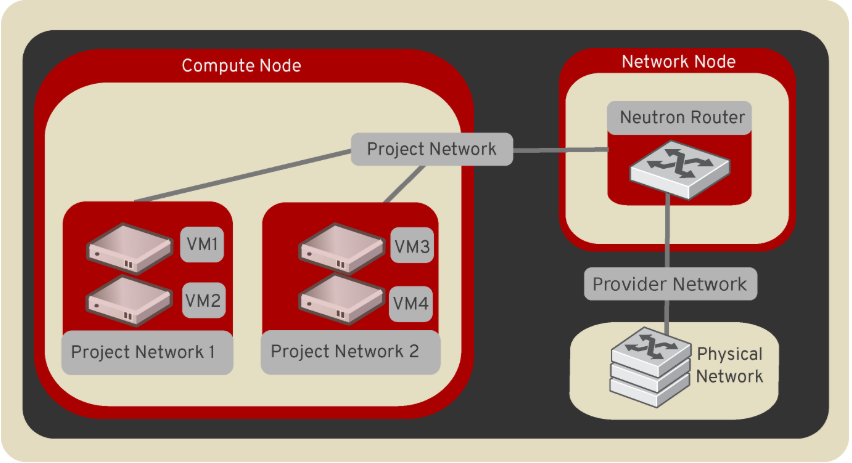 Compute Node
Network Node
Neutron Router
Project Network
VM1
VM2
VM3
VM4
Project Network 1
Project Network 2
Provider Network
Physical
Network